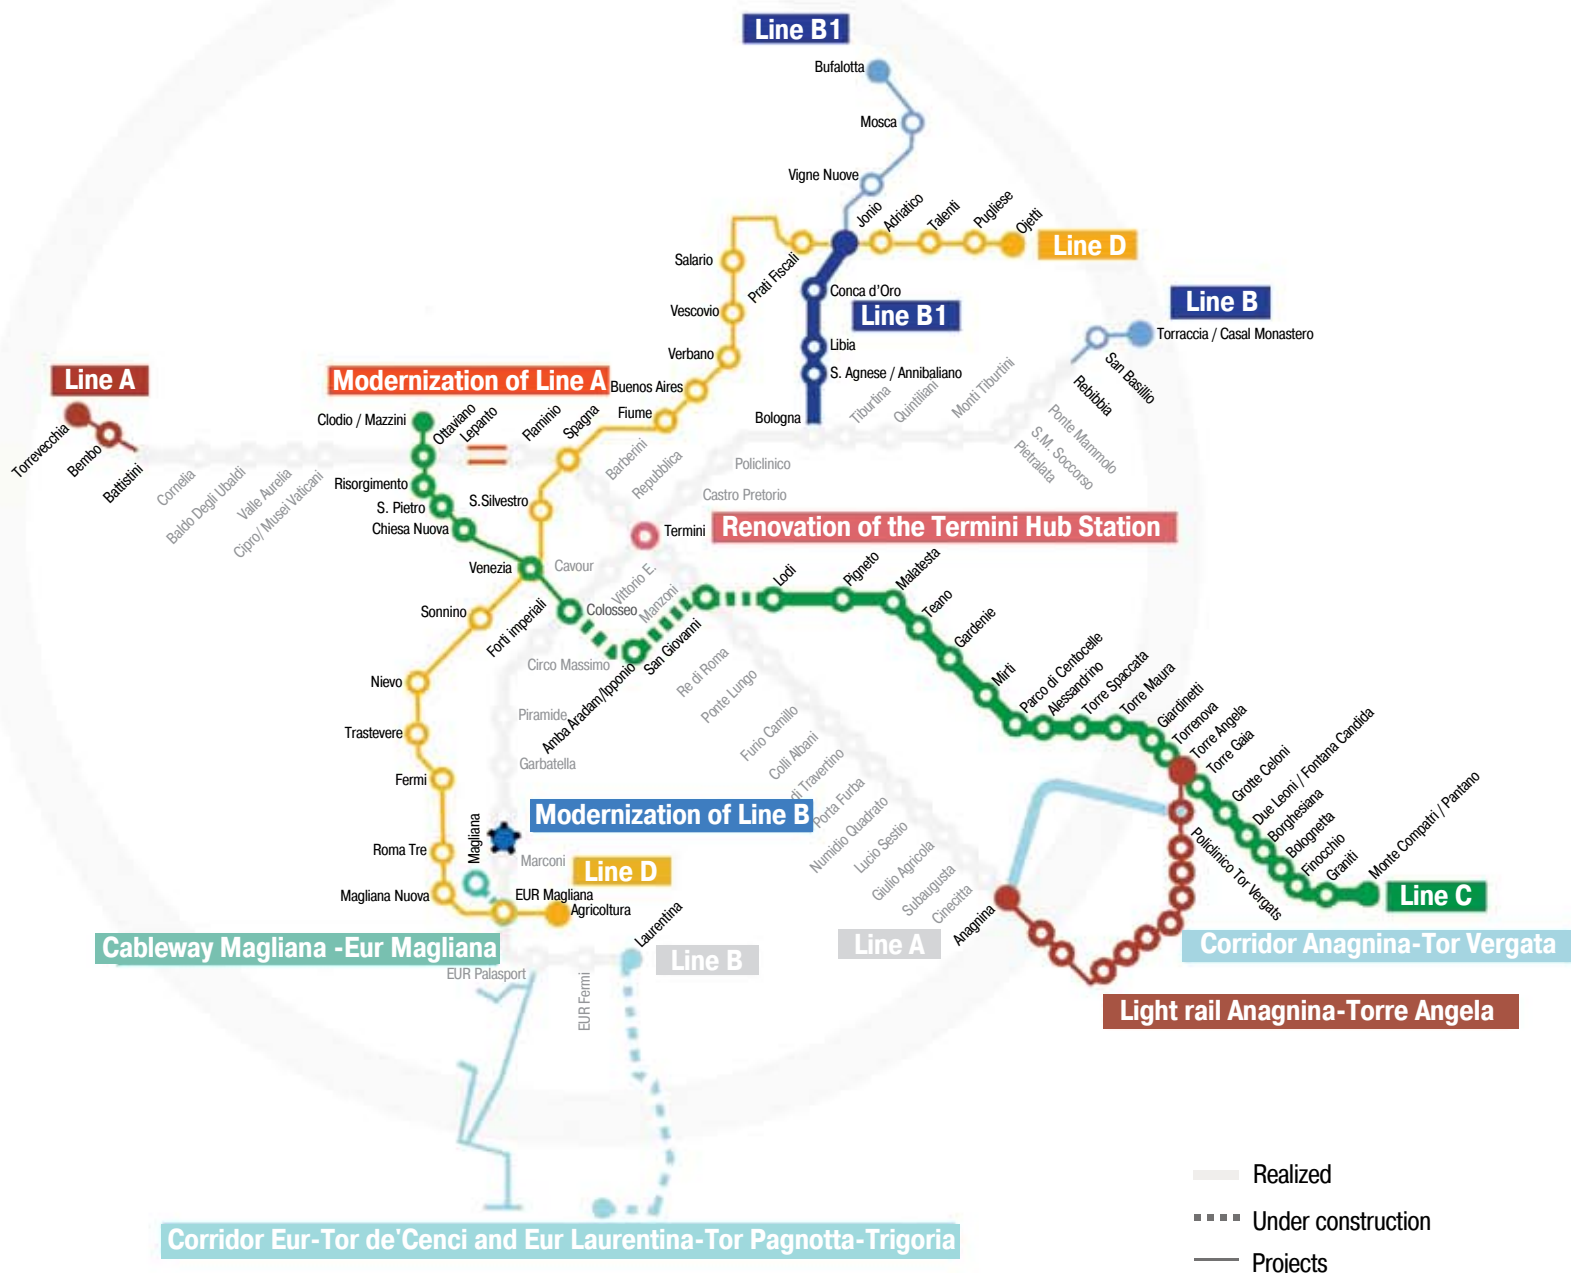 Line B1
Bufalotta
Mosca
Vigne Nuove
Jonio
Adriatico
Talenti
Pugliese
Ojetti
Line D
Salario
Prati Fiscali
Vescovio
Verbano
Buenos Aires
Fiume
Conca d'Oro
Line B1
Libia
S. Agnese / Annibaliano
Bologna
Line B
Torraccia / Casal Monastero
San Basillio
Rebibbia
Ponte Mammolo
S.M. Soccorso
Pietralata
Monti Tiburtini
Quintiliani
Tiburtina
Policlinico
Castro Pretorio
Line A
Modernization of Line A
Torrevecchia
Bembo
Battistini
Cornelia
Baldo Degli Ubaldi
Valle Aurelia
Cipro/ Musei Vaticani
Clodio / Mazzini
Ottaviano
Lepanto
Flaminio
Spagna
Barberini
Repubblica
Risorgimento
S. Pietro
Chiesa Nuova
S.Silvestro
Termini
Renovation of the Termini Hub Station
Venezia
Cavour
Vittorio E.
Manzoni
Sonnino
Forti imperiali
Colosseo
Circo Massimo
Amba Aradam/Ipponio
San Giovanni
Lodi
Pigneto
Malatesta
Teano
Gardenie
Mirti
Parco di Centocelle
Alessandrino
Torre Spaccata
Torre Maura
Giardinetti
Torrenova
Torre Angela
Torre Gaia
Grotte Celoni
Due Leoni / Fontana Candida
Borghesiana
Bolognetta
Finocchio
Graniti
Monte Compatri / Pantano
Line C
Re di Roma
Ponte Lungo
Furio Camillo
Colli Albani
di Travertino
Porta Furba
Numidio Quadrato
Lucio Sestio
Giulio Agricola
Subaugusta
Cinecitta
Anagnina
Line A
Policlinico Tor Vergats
Corridor Anagnina-Tor Vergata
Light rail Anagnina-Torre Angela
Nievo
Trastevere
Fermi
Roma Tre
Magliana Nuova
Piramide
Garbatella
Modernization of Line B
Magliana
Marconi
Line D
EUR Magliana
Agricoltura
Laurentina
Line B
Cableway Magliana -Eur Magliana
EUR Palasport
EUR Fermi
Corridor Eur-Tor de'Cenci and Eur Laurentina-Tor Pagnotta-Trigoria
Realized
Under construction
Projects